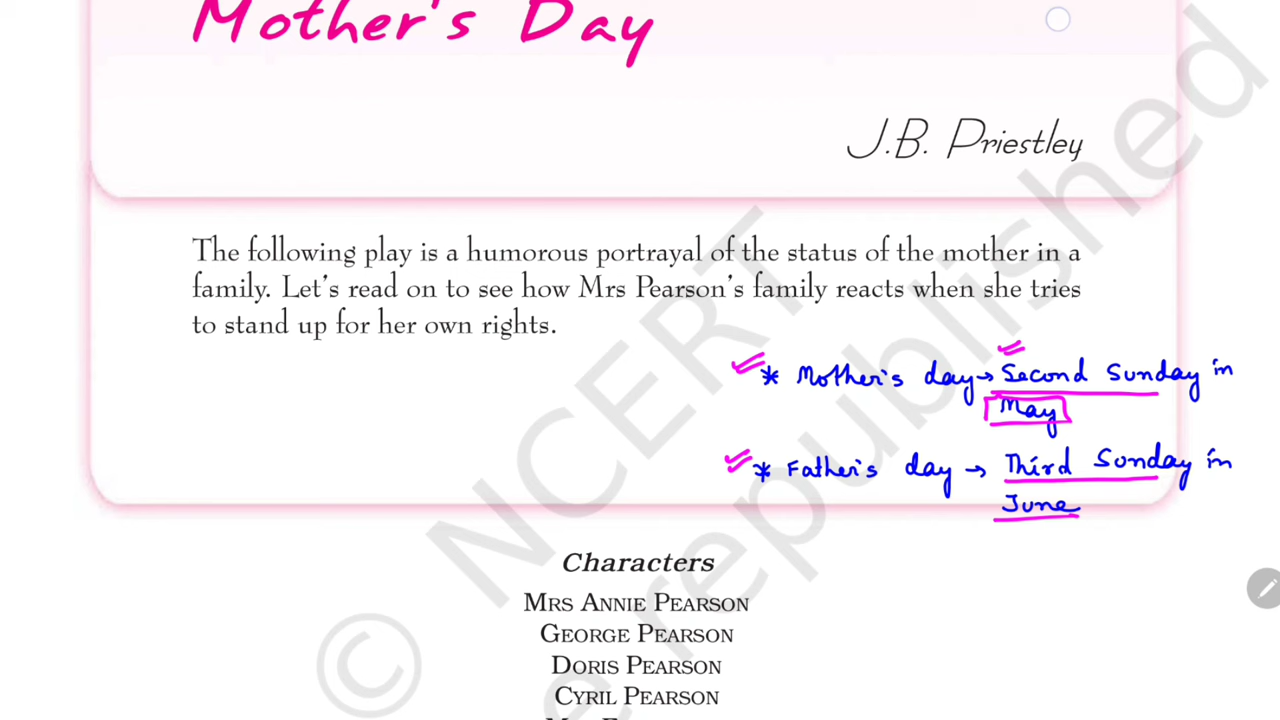 Mother's Day
J.B. Priestley
The following play is a humorous portrayal of the status of the mother in a
family. Let's read on to see how Mrs Pearson's family reacts when she tries
to stand up for her own rights.
* Mother's day → Second Sunday in
May
* Father's day → Third Sunday in
June
Characters
MRS ANNIE PEARSON
GEORGE PEARSON
DORIS PEARSON
CYRIL PEARSON
© NCERT
republished